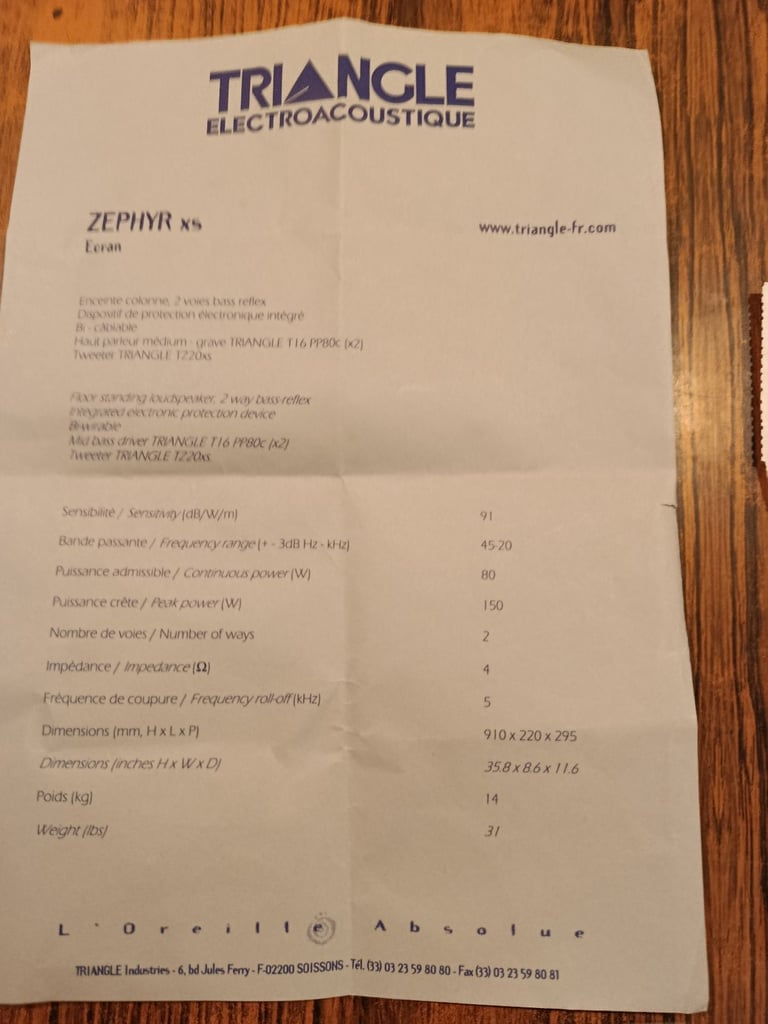 TRIANGLE
ELECTROACOUSTIQUE
ZEPHYR xs
www.triangle-fr.com
Ecran
Enceinte colonne, 2 voies bass reflex
Dispositif de protection électronique intégré
Bi - câblable
Haut parleur médium - grave TRIANGLE T16 PP80c (x2)
Tweeter TRIANGLE TZ20xs
Floor standing loudspeaker, 2 way bass-reflex
Integrated electronic protection device
Bi-wirable
Mid bass driver TRIANGLE T16 PP80c (x2)
Tweeter TRIANGLE TZ20xs
Sensibilité / Sensitivity (dB/W/m) 91
Bande passante / Frequency range (+ - 3dB Hz - kHz) 45-20
Puissance admissible / Continuous power (W) 80
Puissance crête / Peak power (W) 150
Nombre de voies / Number of ways 2
Impédance / Impedance (Ω) 4
Fréquence de coupure / Frequency roll-off (kHz) 5
Dimensions (mm, H x L x P) 910 x 220 x 295
Dimensions (inches H x W x D) 35.8 x 8.6 x 11.6
Poids (kg) 14
Weight (lbs) 31
L'Oreille Absolue
TRIANGLE Industries - 6, bd Jules Ferry - F-02200 SOISSONS - Tél. (33) 03 23 59 80 80 - Fax (33) 03 23 59 80 81